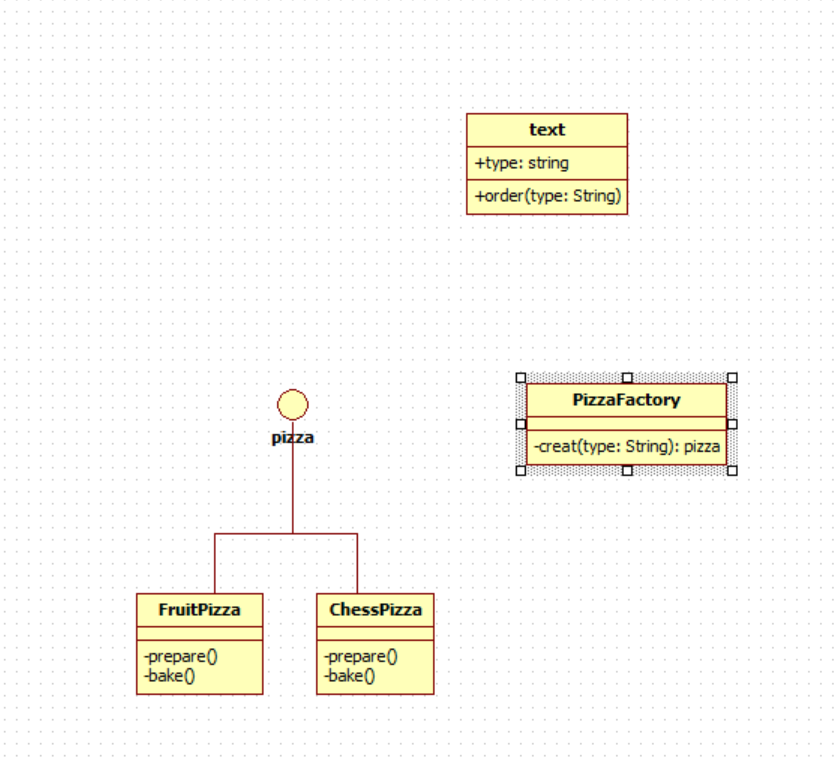 text
+type: string
+order(type: String)
pizza
PizzaFactory
-creat(type: String): pizza
FruitPizza
-prepare()
-bake()
ChessPizza
-prepare()
-bake()